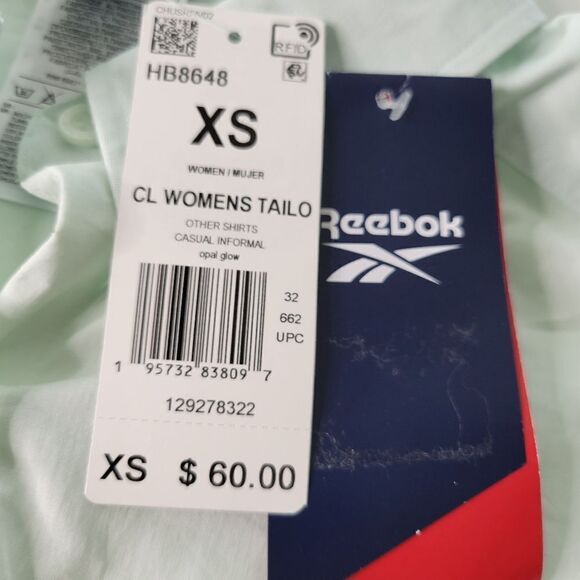 RFID
HB8648
XS
WOMEN / MUJER
CL WOMENS TAILO
OTHER SHIRTS
CASUAL INFORMAL
opal glow
32
662
UPC
1 95732 83809 7
129278322
XS $ 60.00
Reebok